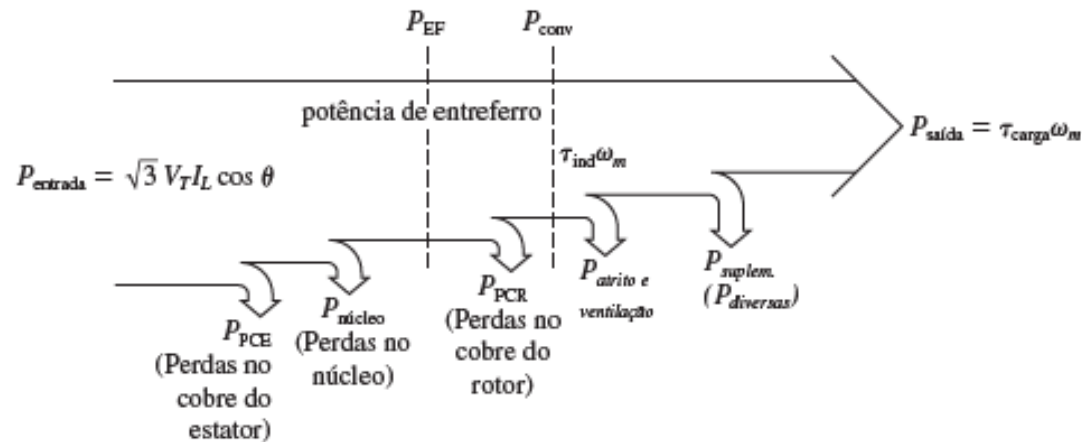 P_EF
P_conv
potência de entreferro
P_saída = τ_carga ω_m
τ_ind ω_m
P_entrada = √3 V_T I_L cos θ
P_PCE
(Perdas no
cobre do
estator)
P_núcleo
(Perdas no
núcleo)
P_PCR
(Perdas no
cobre do
rotor)
P_atrito e
ventilação
P_suplem.
(P_diversas)